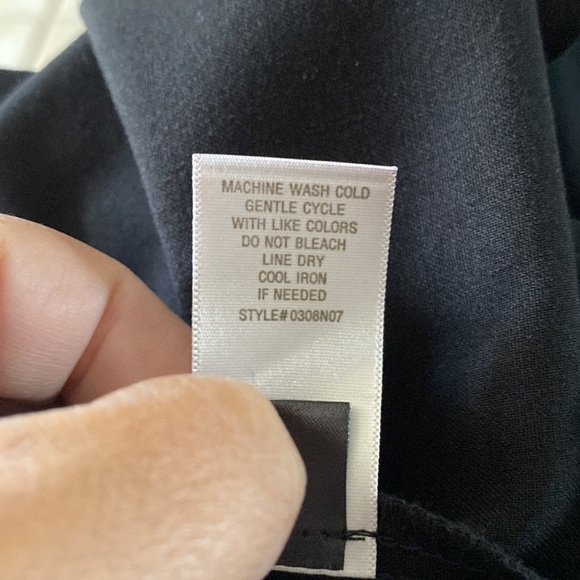 MACHINE WASH COLD
GENTLE CYCLE
WITH LIKE COLORS
DO NOT BLEACH
LINE DRY
COOL IRON
IF NEEDED
STYLE# 0308N07